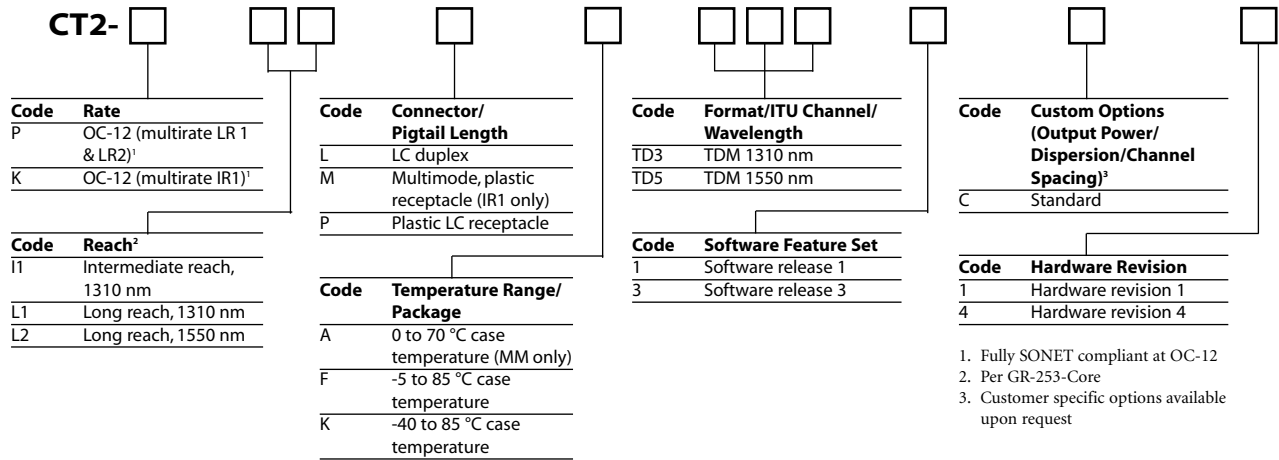 CT2-
Code Rate
P OC-12 (multirate LR 1
& LR2)¹
K OC-12 (multirate IR1)¹
Code Reach²
I1 Intermediate reach,
1310 nm
L1 Long reach, 1310 nm
L2 Long reach, 1550 nm
Code Connector/
Pigtail Length
L LC duplex
M Multimode, plastic
receptacle (IR1 only)
P Plastic LC receptacle
Code Temperature Range/
Package
A 0 to 70 °C case
temperature (MM only)
F -5 to 85 °C case
temperature
K -40 to 85 °C case
temperature
Code Format/ITU Channel/
Wavelength
TD3 TDM 1310 nm
TD5 TDM 1550 nm
Code Software Feature Set
1 Software release 1
3 Software release 3
Code Custom Options
(Output Power/
Dispersion/Channel
Spacing)³
C Standard
Code Hardware Revision
1 Hardware revision 1
4 Hardware revision 4
1. Fully SONET compliant at OC-12
2. Per GR-253-Core
3. Customer specific options available
upon request